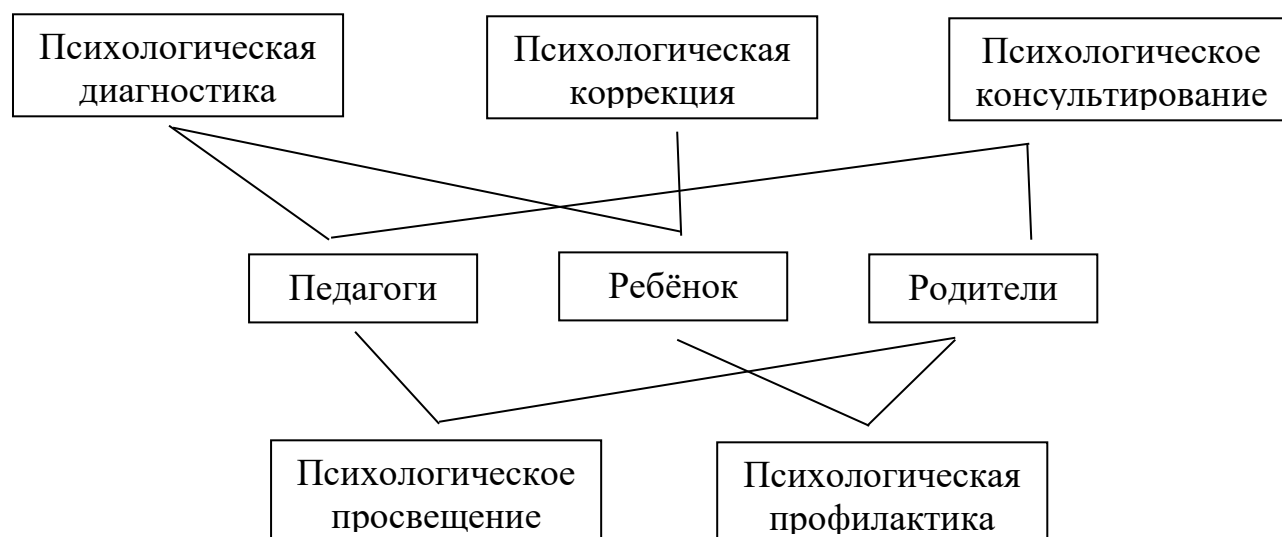 Психологическая
диагностика
Психологическая
коррекция
Психологическое
консультирование
Педагоги
Ребёнок
Родители
Психологическое
просвещение
Психологическая
профилактика